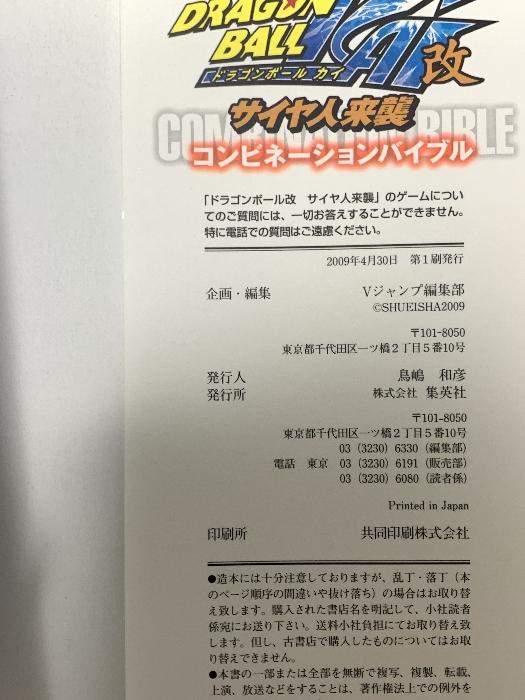 DRAGON
BALL KAI 改
ドラゴンボール カイ
サイヤ人来襲
COMBINATION BIBLE
コンビネーションバイブル
「ドラゴンボール改　サイヤ人来襲」のゲームについ
てのご質問には、一切お答えすることができません。
特に電話での質問はご遠慮ください。
2009年4月30日　第1刷発行
企画・編集　Vジャンプ編集部
©SHUEISHA2009
〒101-8050
東京都千代田区一ツ橋2丁目5番10号
発行人　鳥嶋　和彦
発行所　株式会社 集英社
〒101-8050
東京都千代田区一ツ橋2丁目5番10号
03（3230）6330（編集部）
電話　東京　03（3230）6191（販売部）
03（3230）6080（読者係）
Printed in Japan
印刷所　共同印刷株式会社
●造本には十分注意しておりますが、乱丁・落丁（本
のページ順序の間違いや抜け落ち）の場合はお取り替
え致します。購入された書店名を明記して、小社読者
係宛にお送り下さい。送料小社負担にてお取り替え致
します。但し、古書店で購入したものについてはお取
り替えできません。
●本書の一部または全部を無断で複写、複製、転載、
上演、放送などをすることは、著作権法上での例外を